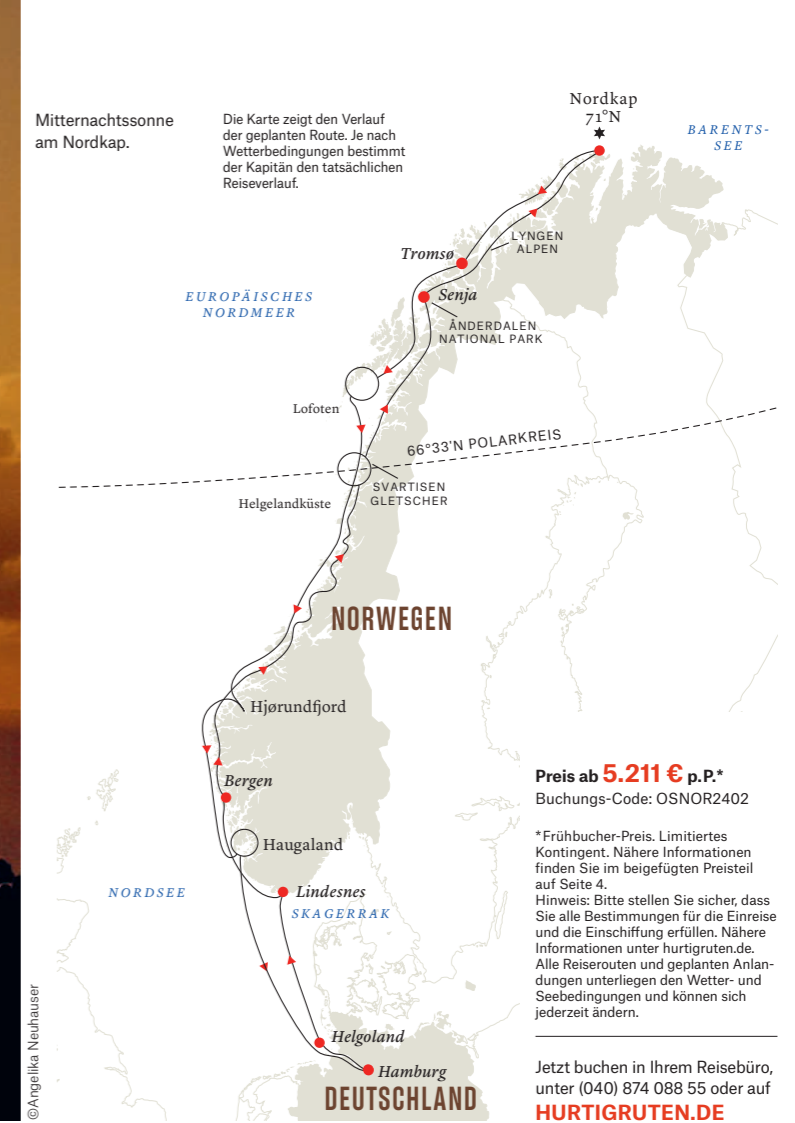 Mitternachtssonne
am Nordkap.
Die Karte zeigt den Verlauf
der geplanten Route. Je nach
Wetterbedingungen bestimmt
der Kapitän den tatsächlichen
Reiseverlauf.
Nordkap
71°N
BARENTS-
SEE
LYNGEN
ALPEN
Tromsø
Senja
EUROPÄISCHES
NORDMEER
ÅNDERDALEN
NATIONAL PARK
Lofoten
66°33'N POLARKREIS
SVARTISEN
GLETSCHER
Helgelandküste
NORWEGEN
Hjørundfjord
Bergen
Haugaland
NORDSEE
Lindesnes
SKAGERRAK
Helgoland
Hamburg
DEUTSCHLAND
Preis ab 5.211 € p.P.*
Buchungs-Code: OSNOR2402
*Frühbucher-Preis. Limitiertes
Kontingent. Nähere Informationen
finden Sie im beigefügten Preisteil
auf Seite 4.
Hinweis: Bitte stellen Sie sicher, dass
Sie alle Bestimmungen für die Einreise
und die Einschiffung erfüllen. Nähere
Informationen unter hurtigruten.de.
Alle Reiserouten und geplanten Anlan-
dungen unterliegen den Wetter- und
Seebedingungen und können sich
jederzeit ändern.
Jetzt buchen in Ihrem Reisebüro,
unter (040) 874 088 55 oder auf
HURTIGRUTEN.DE
©Angelika Neuhauser